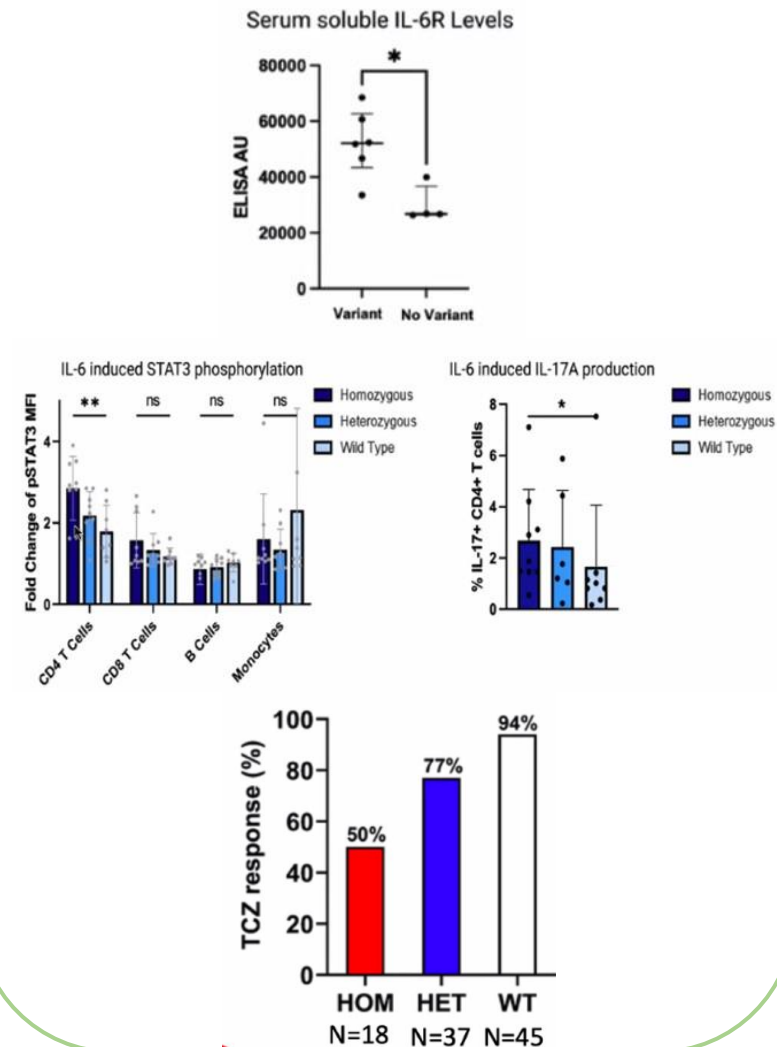 Serum soluble IL-6R Levels
*
80000
60000
40000
20000
0
ELISA AU
Variant No Variant
IL-6 induced STAT3 phosphorylation
** ns ns ns
4
2
0
Fold Change of pSTAT3 MFI
CD4 T Cells
CD8 T Cells
B Cells
Monocytes
Homozygous
Heterozygous
Wild Type
IL-6 induced IL-17A production
*
8
6
4
2
0
% IL-17+ CD4+ T cells
Homozygous
Heterozygous
Wild Type
100
80
60
40
20
0
TCZ response (%)
50%
77%
94%
HOM HET WT
N=18 N=37 N=45